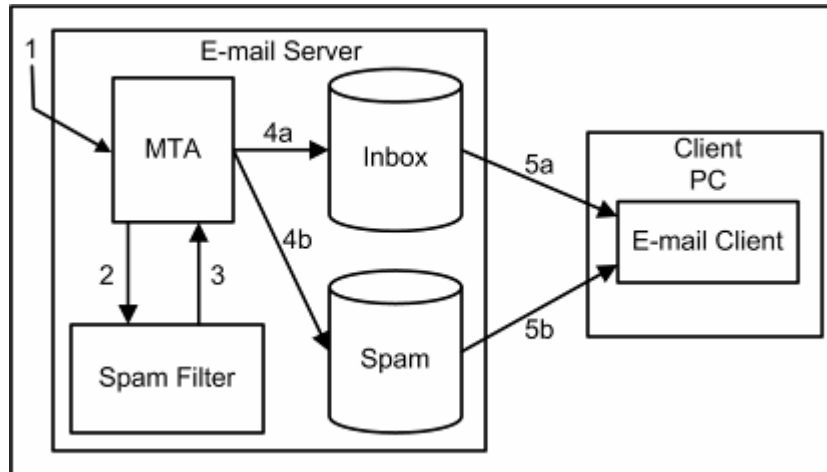 1
E-mail Server
MTA
4a
Inbox
5a
Client
PC
E-mail Client
4b
2
3
5b
Spam Filter
Spam